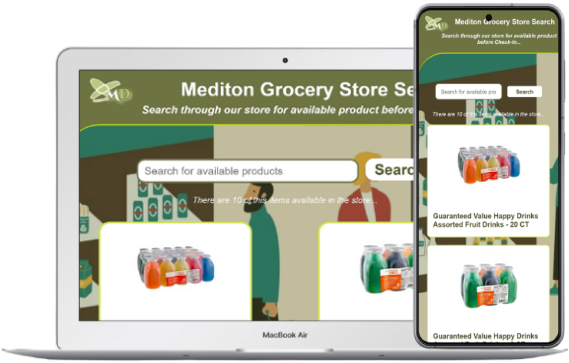 MD
Mediton Grocery Store Se
Search through our store for available product before
Search for available products
Searc
There are 10 of this items available in the store...
MacBook Air
MD
Mediton Grocery Store Search
Search through our store for available product
before Check-in...
Search for available pro
Search
There are 10 of this items available in the store...
Guaranteed Value Happy Drinks
Assorted Fruit Drinks - 20 CT
Guaranteed Value Happy Drinks